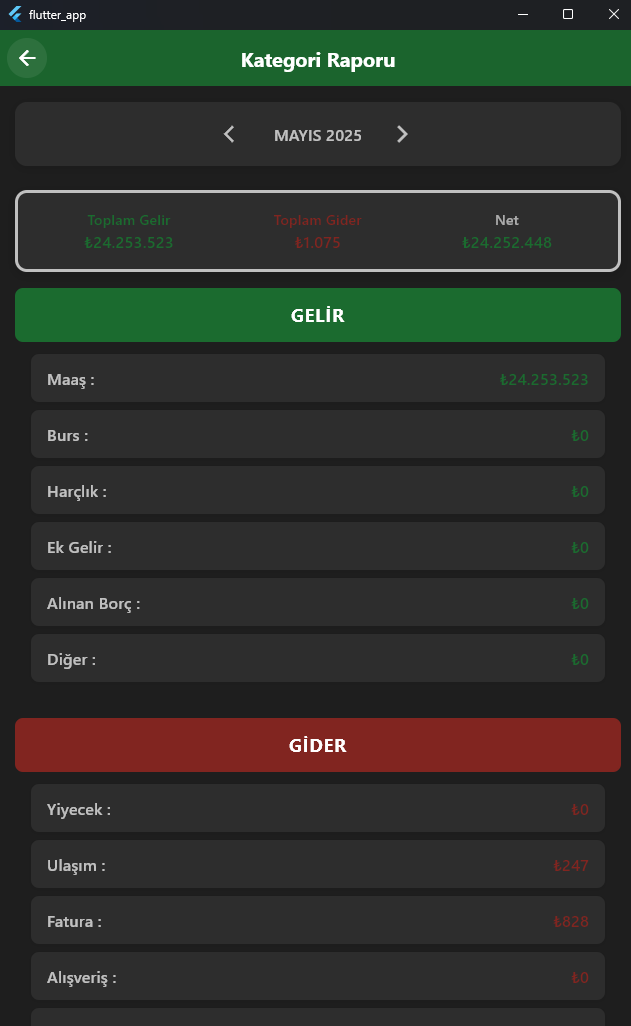 flutter_app
Kategori Raporu
MAYIS 2025
Toplam Gelir Toplam Gider Net
₺24.253.523 ₺1.075 ₺24.252.448
GELİR
Maaş : ₺24.253.523
Burs : ₺0
Harçlık : ₺0
Ek Gelir : ₺0
Alınan Borç : ₺0
Diğer : ₺0
GİDER
Yiyecek : ₺0
Ulaşım : ₺247
Fatura : ₺828
Alışveriş : ₺0